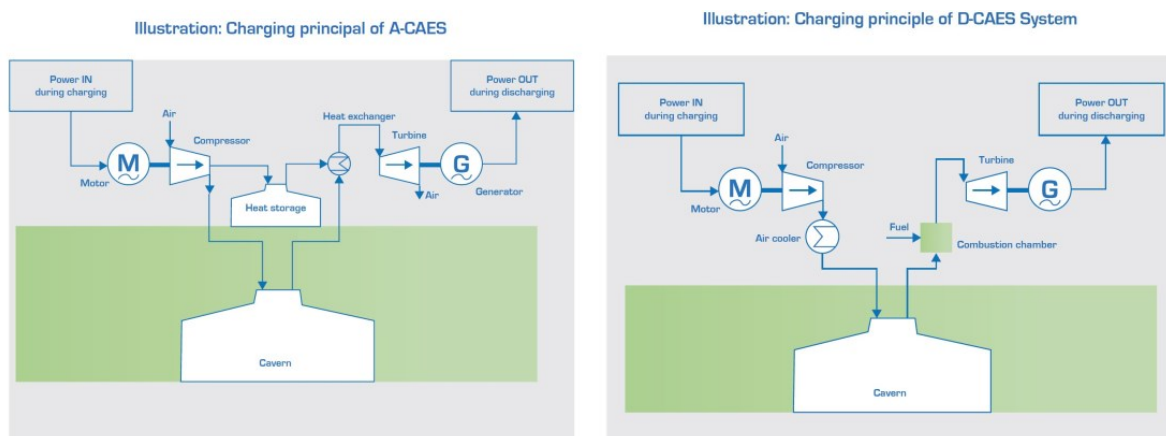 Illustration: Charging principal of A-CAES
Power IN
during charging
Power OUT
during discharging
Air
Compressor
Heat exchanger
Turbine
M
G
Motor
Air
Generator
Heat storage
Cavern
Illustration: Charging principle of D-CAES System
Power IN
during charging
Power OUT
during discharging
Air
Compressor
Turbine
M
G
Motor
Air cooler
Fuel
Combustion chamber
Cavern